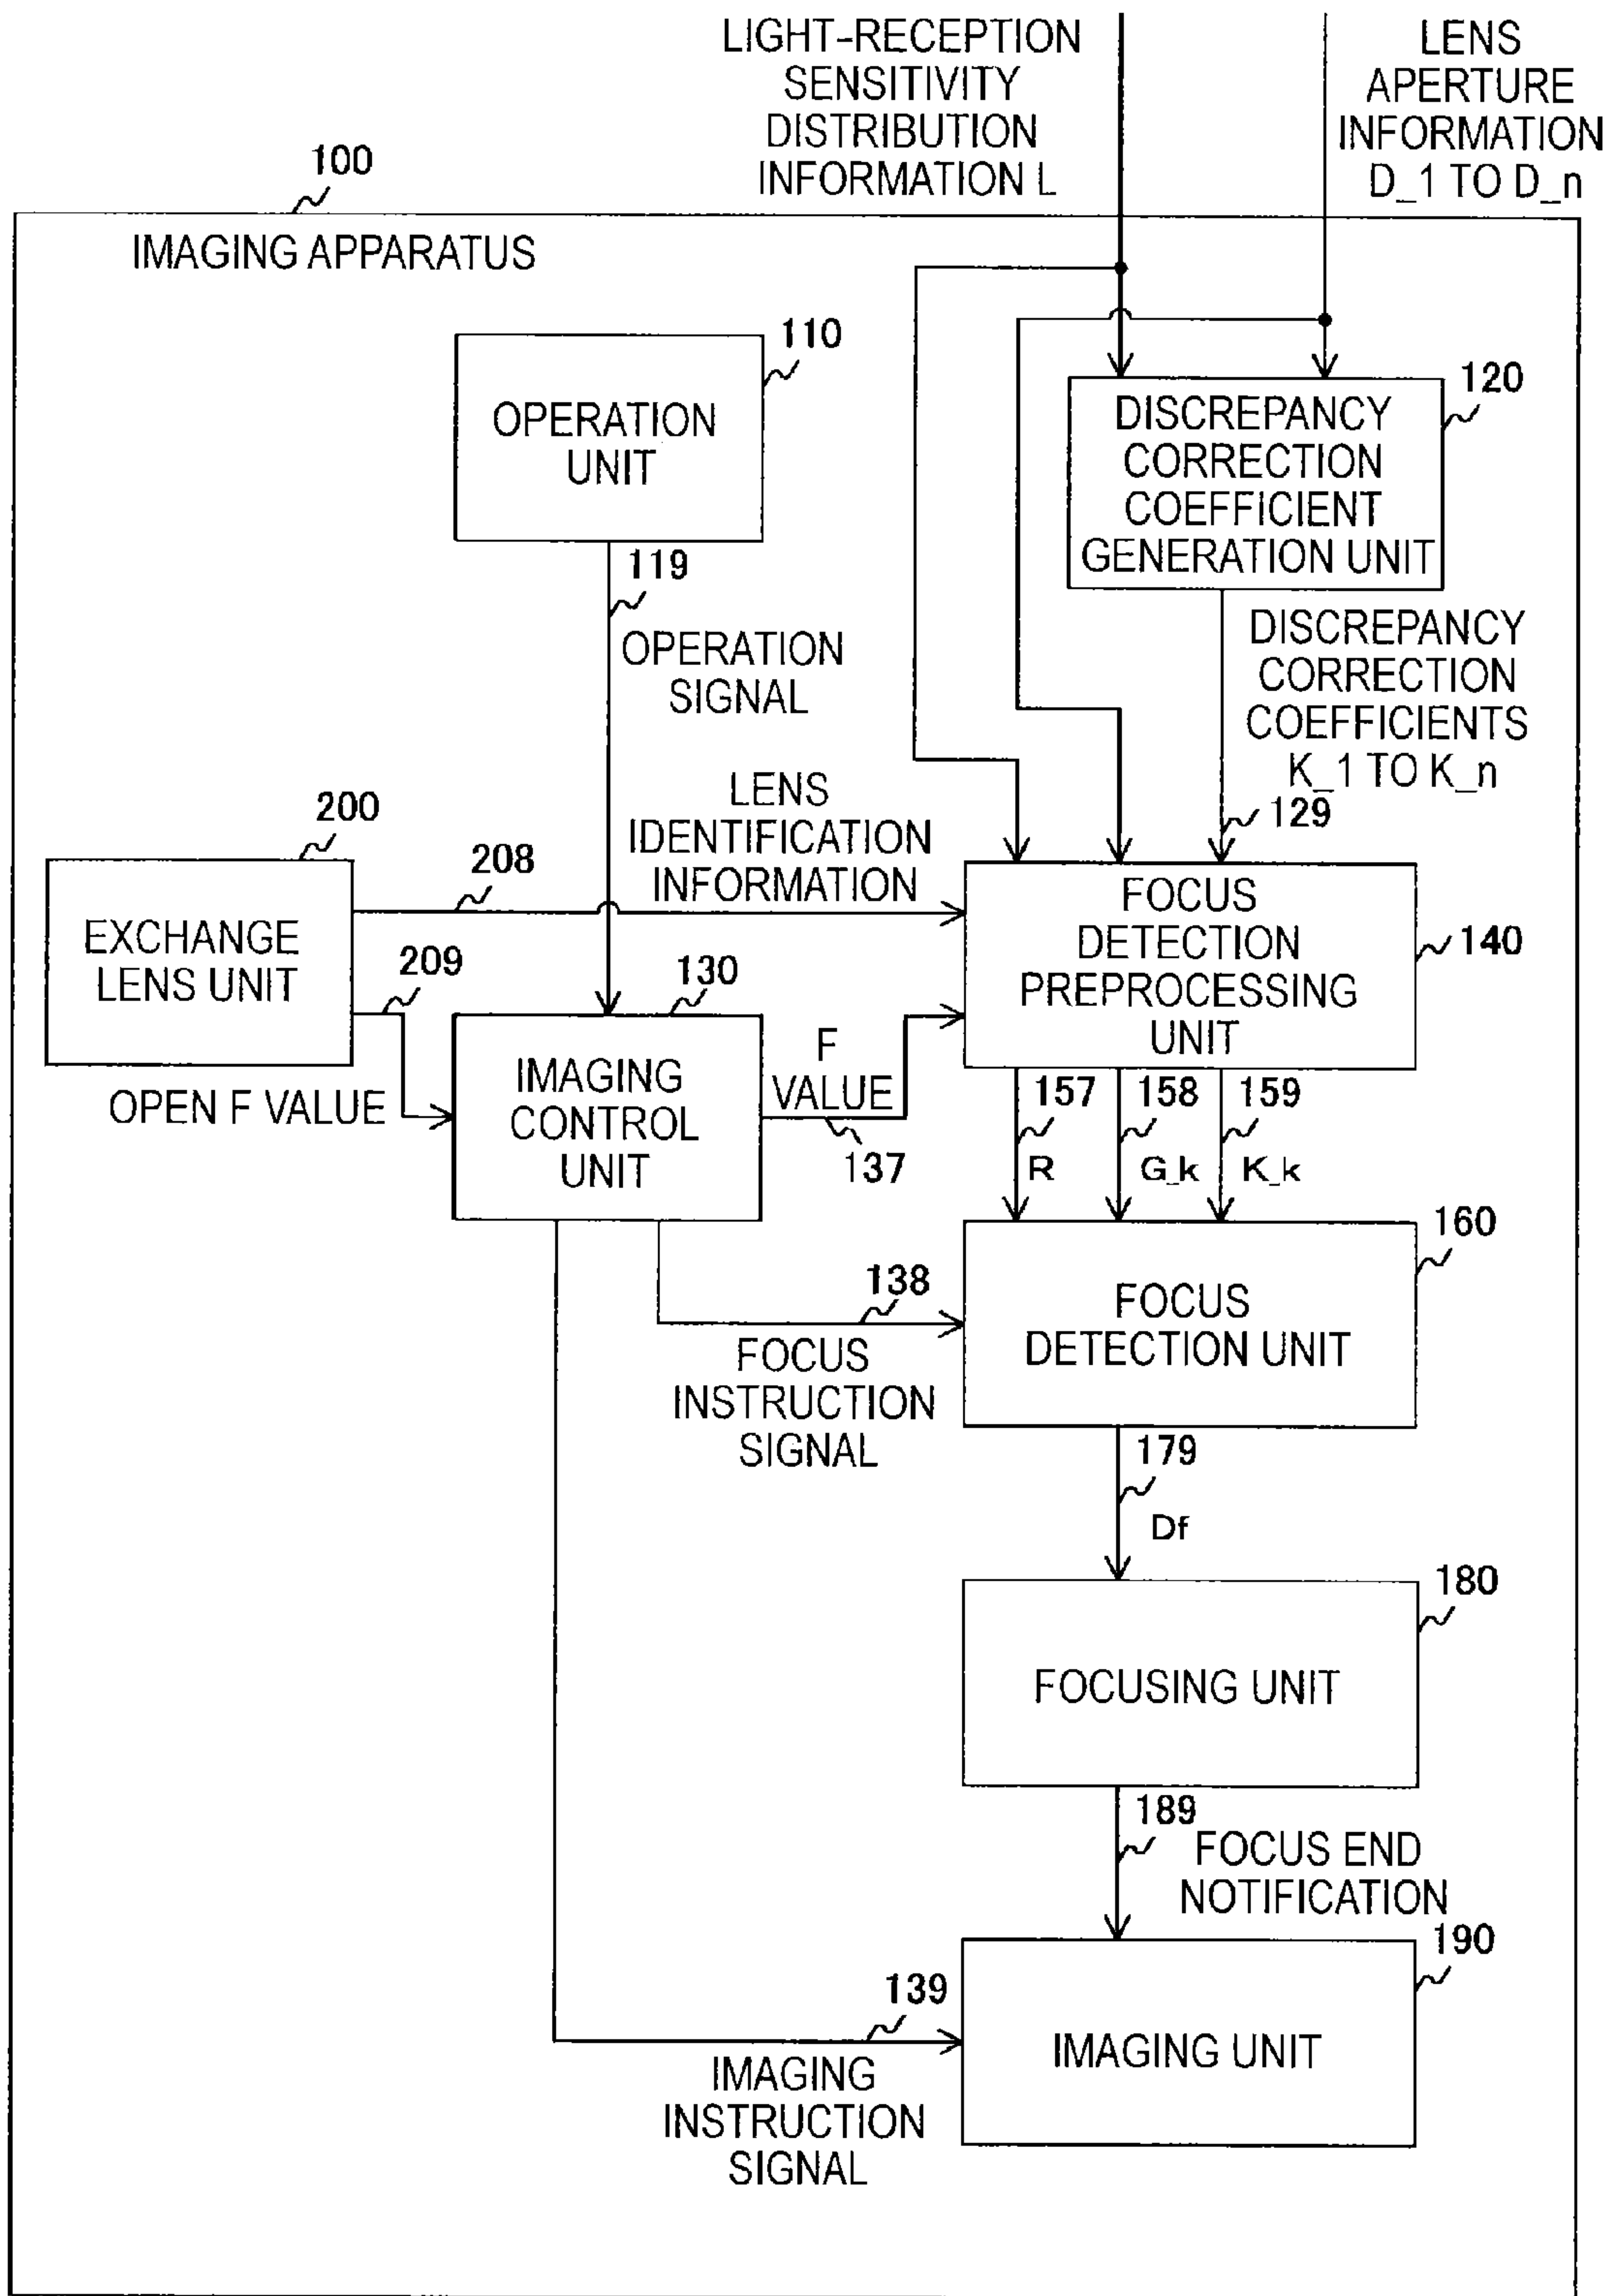 LIGHT-RECEPTION
SENSITIVITY
DISTRIBUTION
INFORMATION L
LENS
APERTURE
INFORMATION
D_1 TO D_n
100
IMAGING APPARATUS
110
OPERATION
UNIT
120
DISCREPANCY
CORRECTION
COEFFICIENT
GENERATION UNIT
119
OPERATION
SIGNAL
DISCREPANCY
CORRECTION
COEFFICIENTS
K_1 TO K_n
129
200
EXCHANGE
LENS UNIT
208
LENS
IDENTIFICATION
INFORMATION
209
OPEN F VALUE
130
IMAGING
CONTROL
UNIT
F
VALUE
137
FOCUS
DETECTION
PREPROCESSING
UNIT
140
157
R
158
G_k
159
K_k
138
FOCUS
INSTRUCTION
SIGNAL
160
FOCUS
DETECTION UNIT
179
Df
180
FOCUSING UNIT
189
FOCUS END
NOTIFICATION
190
IMAGING UNIT
139
IMAGING
INSTRUCTION
SIGNAL